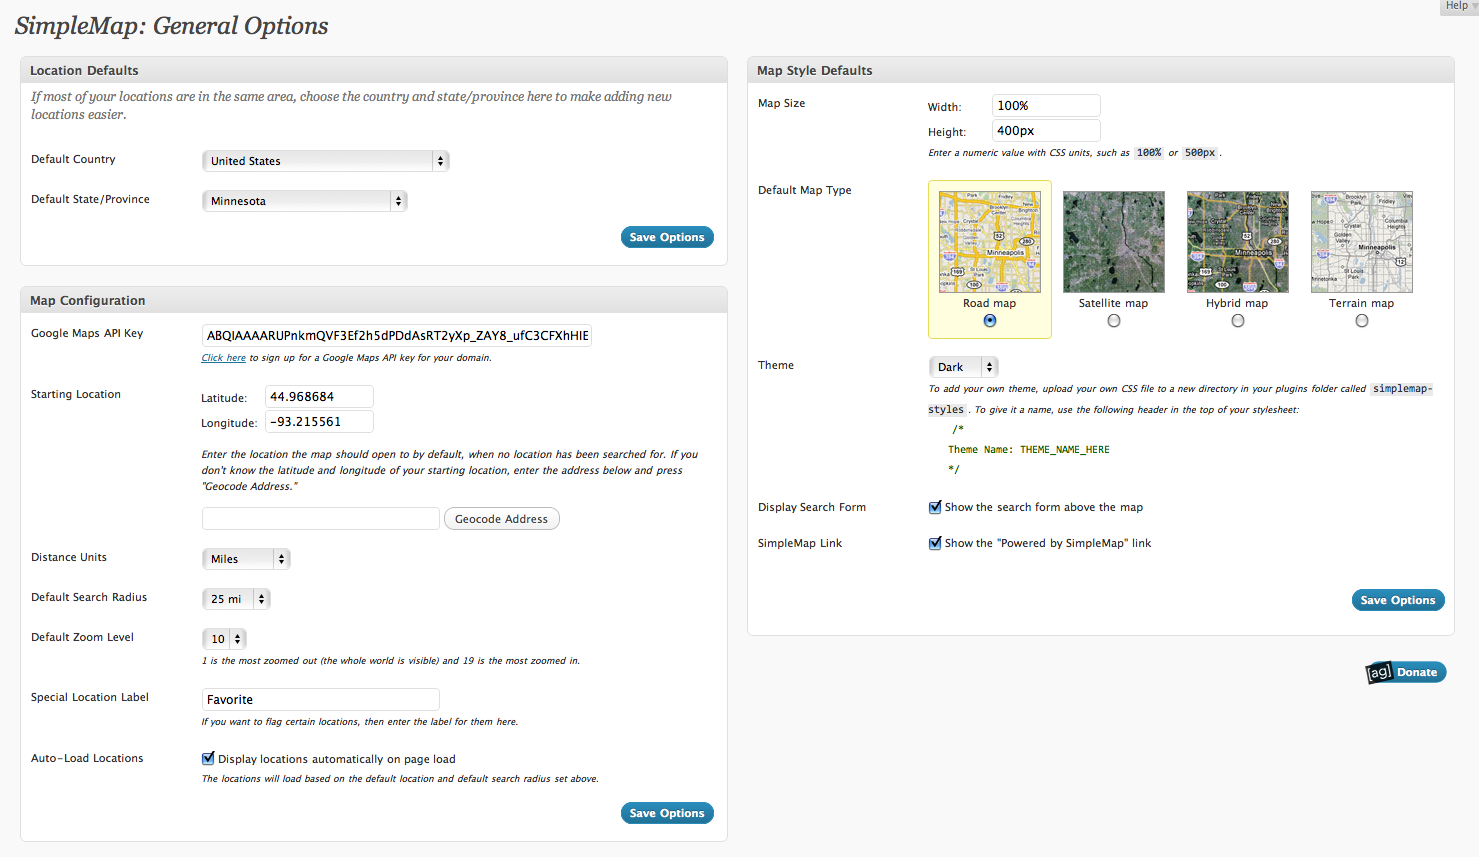 Help
SimpleMap: General Options
Location Defaults
If most of your locations are in the same area, choose the country and state/province here to make adding new
locations easier.
Default Country
United States
Default State/Province
Minnesota
Save Options
Map Configuration
Google Maps API Key
ABQIAAAARUPnkmQVF3Ef2h5dPDdAsRT2yXp_ZAY8_ufC3CFXhHIE
Click here to sign up for a Google Maps API key for your domain.
Starting Location
Latitude: 44.968684
Longitude: -93.215561
Enter the location the map should open to by default, when no location has been searched for. If you
don't know the latitude and longitude of your starting location, enter the address below and press
"Geocode Address."
Geocode Address
Distance Units
Miles
Default Search Radius
25 mi
Default Zoom Level
10
1 is the most zoomed out (the whole world is visible) and 19 is the most zoomed in.
Special Location Label
Favorite
If you want to flag certain locations, then enter the label for them here.
Auto-Load Locations
Display locations automatically on page load
The locations will load based on the default location and default search radius set above.
Save Options
Map Style Defaults
Map Size
Width: 100%
Height: 400px
Enter a numeric value with CSS units, such as 100% or 500px .
Default Map Type
Minneapolis
Road map
Satellite map
Minneapolis
Hybrid map
Minneapolis
Terrain map
Theme
Dark
To add your own theme, upload your own CSS file to a new directory in your plugins folder called simplemap-
styles . To give it a name, use the following header in the top of your stylesheet:
/*
Theme Name: THEME_NAME_HERE
*/
Display Search Form
Show the search form above the map
SimpleMap Link
Show the "Powered by SimpleMap" link
Save Options
[ag] Donate